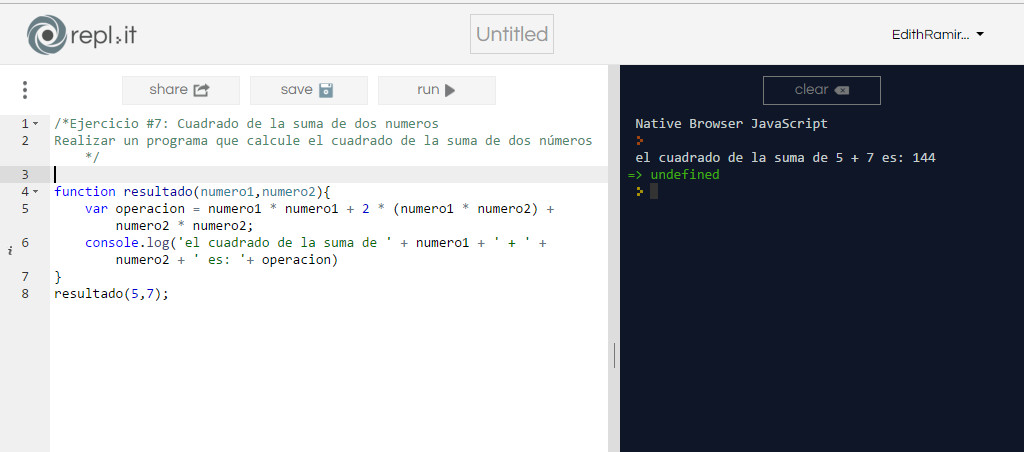 repl.it
Untitled
EdithRamir...
share
save
run
clear
1 /*Ejercicio #7: Cuadrado de la suma de dos numeros
2 Realizar un programa que calcule el cuadrado de la suma de dos números
*/
3
4 function resultado(numero1,numero2){
5 var operacion = numero1 * numero1 + 2 * (numero1 * numero2) +
numero2 * numero2;
i 6 console.log('el cuadrado de la suma de ' + numero1 + ' + ' +
numero2 + ' es: '+ operacion)
7 }
8 resultado(5,7);
Native Browser JavaScript
el cuadrado de la suma de 5 + 7 es: 144
=> undefined